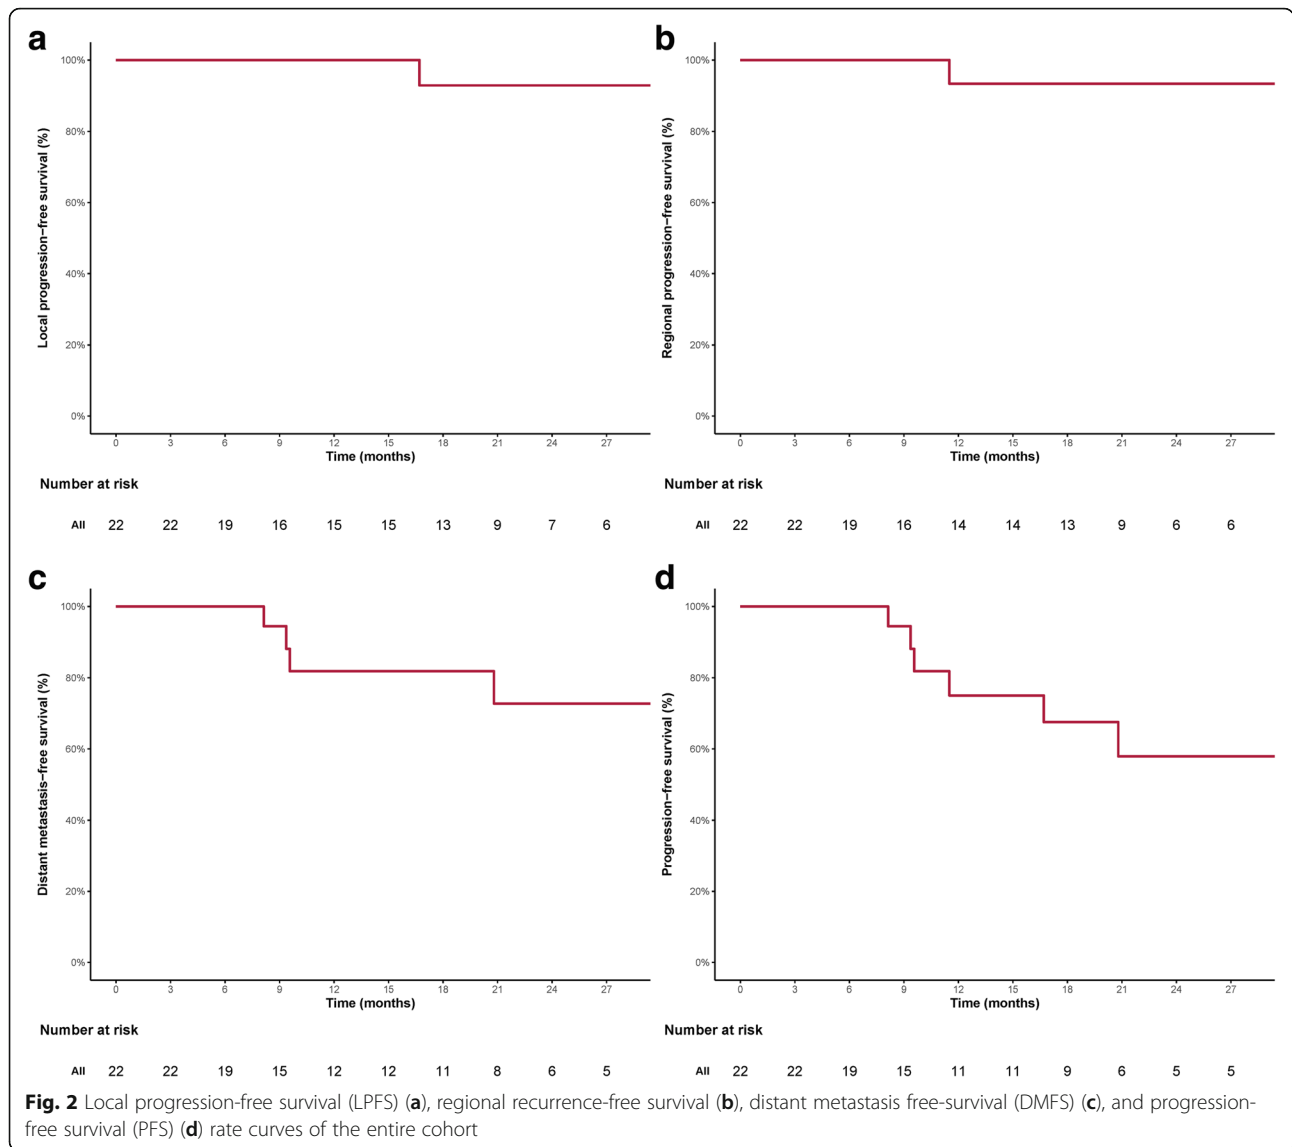 a
Local progression−free survival (%)
100%
80%
60%
40%
20%
0%
0 3 6 9 12 15 18 21 24 27
Time (months)
Number at risk
All 22 22 19 16 15 15 13 9 7 6
b
Regional progression−free survival (%)
100%
80%
60%
40%
20%
0%
0 3 6 9 12 15 18 21 24 27
Time (months)
Number at risk
All 22 22 19 16 14 14 13 9 6 6
c
Distant metastasis−free survival (%)
100%
80%
60%
40%
20%
0%
0 3 6 9 12 15 18 21 24 27
Time (months)
Number at risk
All 22 22 19 15 12 12 11 8 6 5
d
Progression−free survival (%)
100%
80%
60%
40%
20%
0%
0 3 6 9 12 15 18 21 24 27
Time (months)
Number at risk
All 22 22 19 15 11 11 9 6 5 5
Fig. 2 Local progression-free survival (LPFS) (a), regional recurrence-free survival (b), distant metastasis free-survival (DMFS) (c), and progression-
free survival (PFS) (d) rate curves of the entire cohort